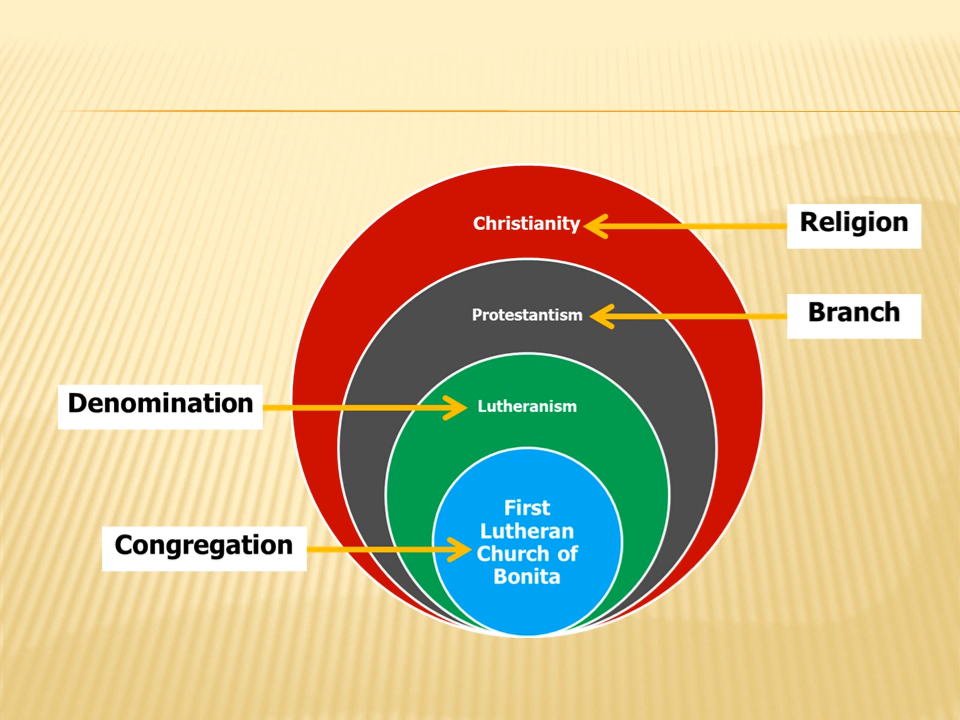 Christianity
Religion
Protestantism
Branch
Denomination
Lutheranism
First
Lutheran
Church of
Bonita
Congregation